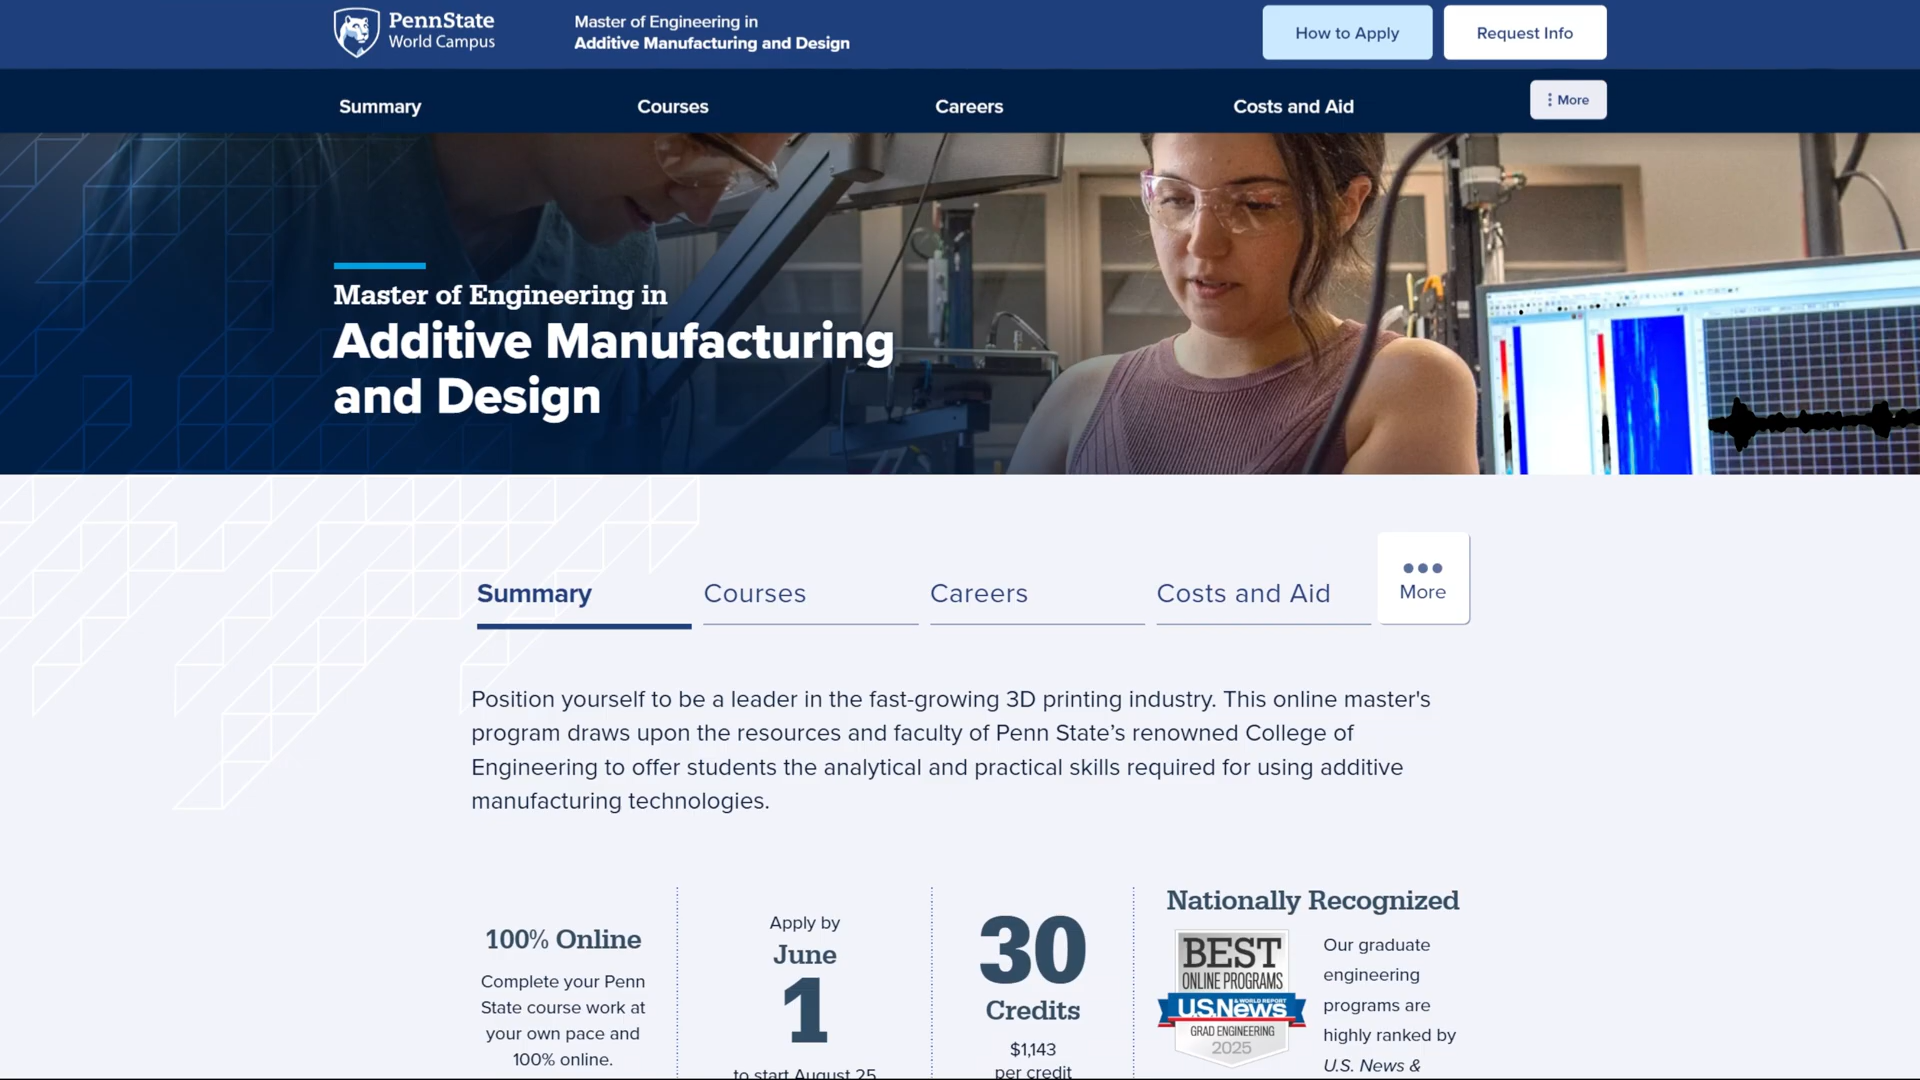 PennState
World Campus
Master of Engineering in
Additive Manufacturing and Design
How to Apply
Request Info
Summary
Courses
Careers
Costs and Aid
More
Master of Engineering in
Additive Manufacturing
and Design
Summary
Courses
Careers
Costs and Aid
More
Position yourself to be a leader in the fast-growing 3D printing industry. This online master's
program draws upon the resources and faculty of Penn State’s renowned College of
Engineering to offer students the analytical and practical skills required for using additive
manufacturing technologies.
100% Online
Complete your Penn
State course work at
your own pace and
100% online.
Apply by
June
1
to start August 25
30
Credits
$1,143
per credit
Nationally Recognized
BEST
ONLINE PROGRAMS
U.S.News
& WORLD REPORT
GRAD ENGINEERING
2025
Our graduate
engineering
programs are
highly ranked by
U.S. News &